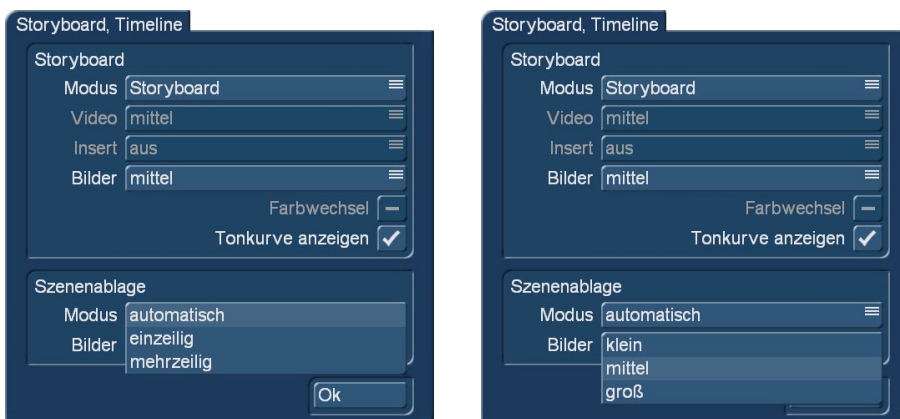 Storyboard, Timeline
Storyboard
Modus Storyboard
Video mittel
Insert aus
Bilder mittel
Farbwechsel
Tonkurve anzeigen
Szenenablage
Modus automatisch
Bilder einzeilig
mehrzeilig
Ok
Storyboard, Timeline
Storyboard
Modus Storyboard
Video mittel
Insert aus
Bilder mittel
Farbwechsel
Tonkurve anzeigen
Szenenablage
Modus automatisch
Bilder klein
mittel
groß